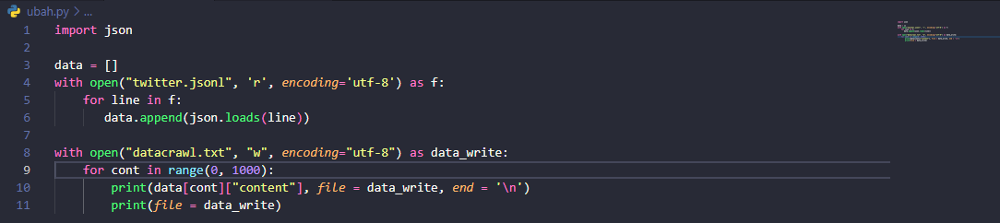 ubah.py > ...
1 import json
2
3 data = []
4 with open("twitter.jsonl", 'r', encoding='utf-8') as f:
5     for line in f:
6        data.append(json.loads(line))
7
8 with open("datacrawl.txt", "w", encoding="utf-8") as data_write:
9     for cont in range(0, 1000):
10         print(data[cont]["content"], file = data_write, end = '\n')
11         print(file = data_write)